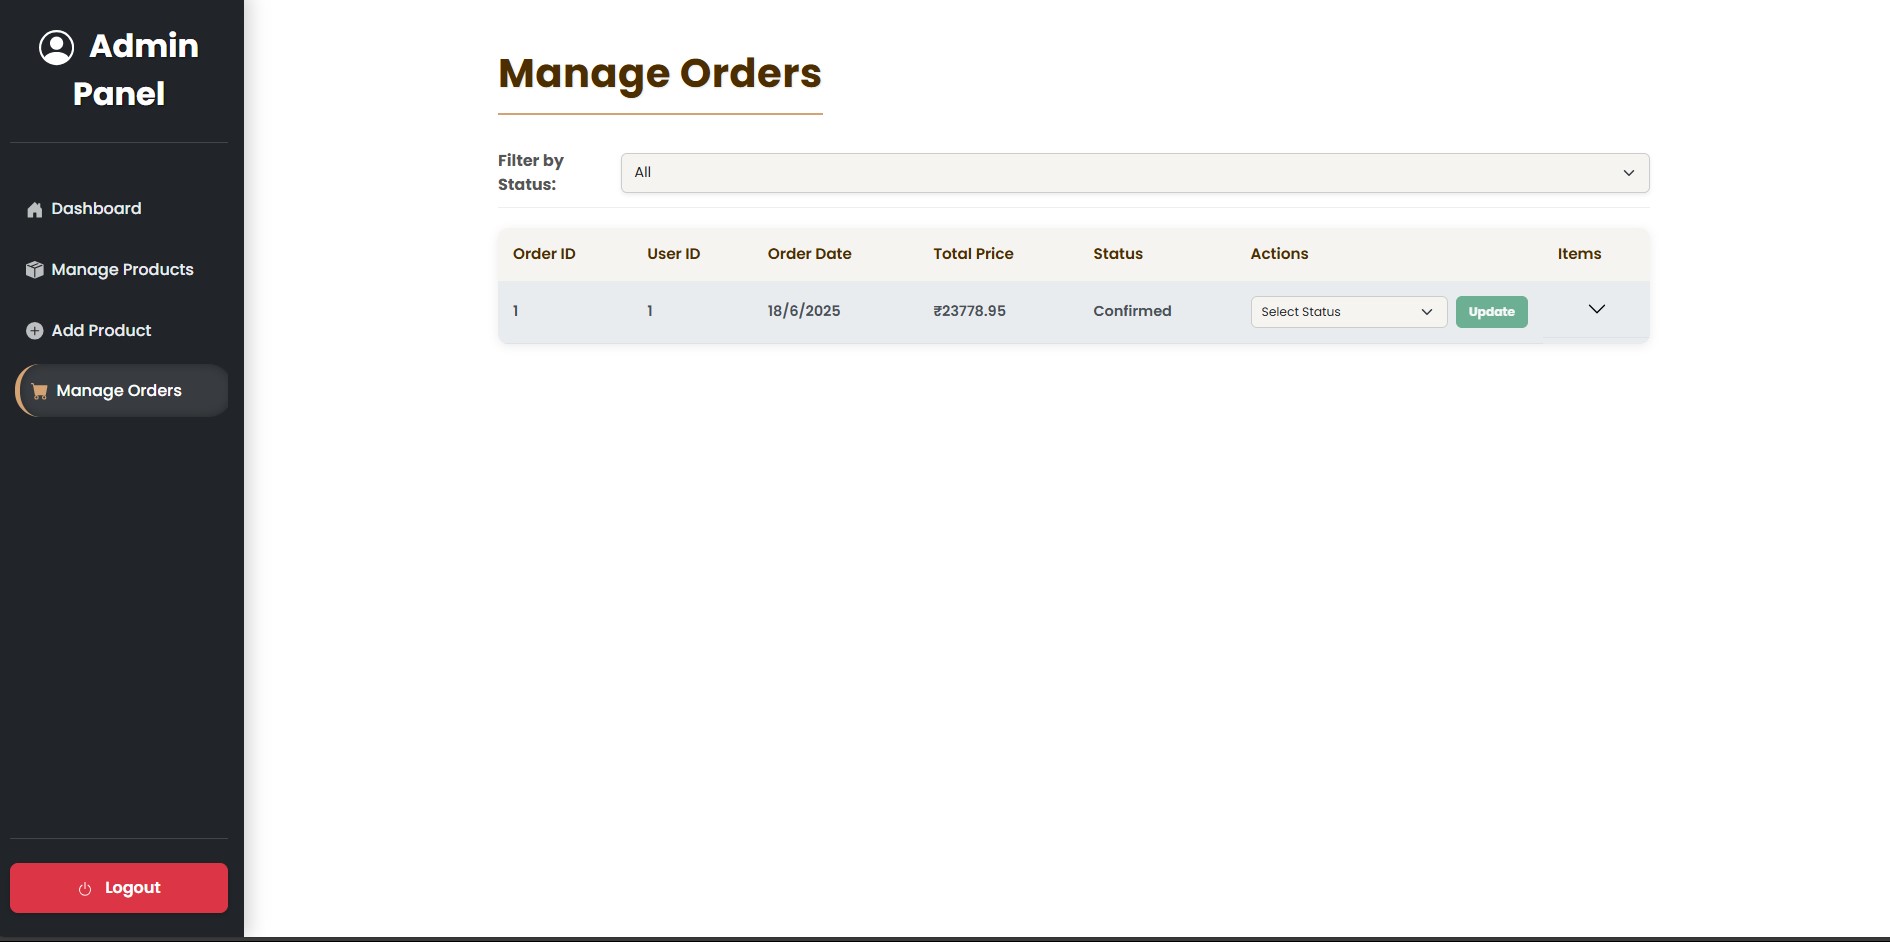 Admin
Panel
Dashboard
Manage Products
Add Product
Manage Orders
Logout
Manage Orders
Filter by
Status:
All
Order ID User ID Order Date Total Price Status Actions Items
1 1 18/6/2025 ₹23778.95 Confirmed Select Status Update